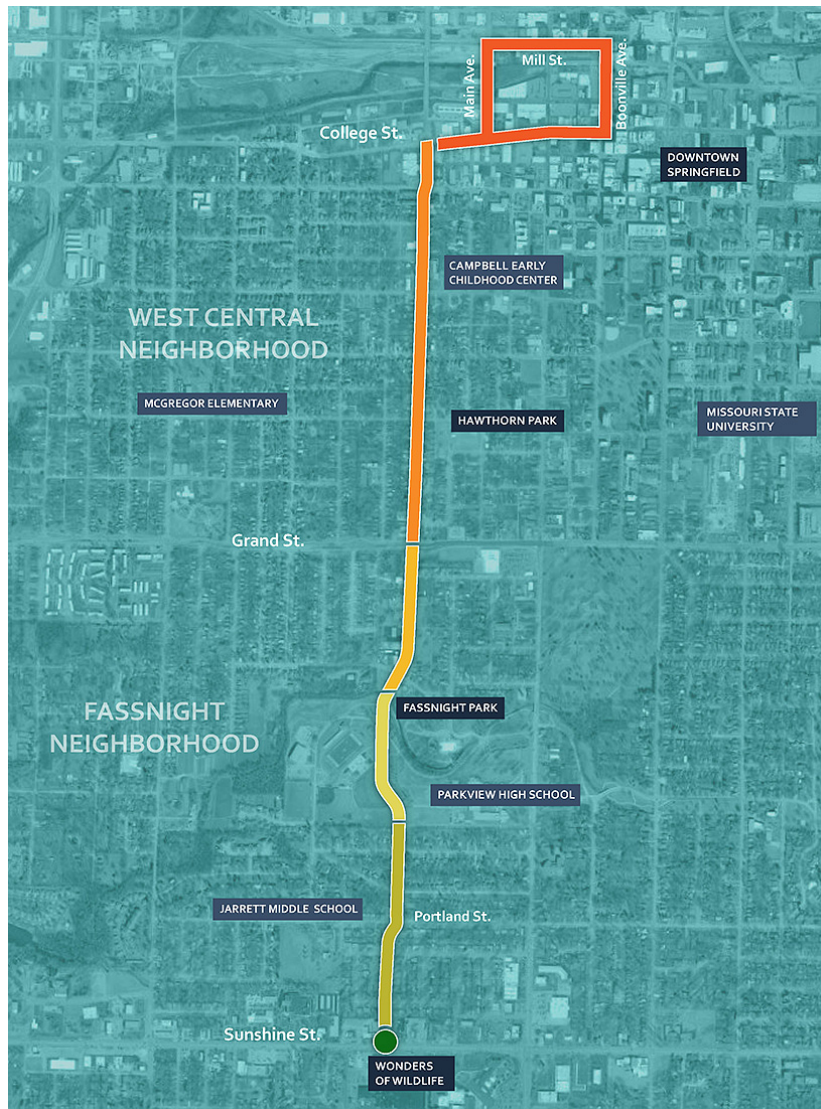 Mill St.
Main Ave.
Boonville Ave.
College St.
DOWNTOWN
SPRINGFIELD
CAMPBELL EARLY
CHILDHOOD CENTER
WEST CENTRAL
NEIGHBORHOOD
MCGREGOR ELEMENTARY
HAWTHORN PARK
MISSOURI STATE
UNIVERSITY
Grand St.
FASSNIGHT
NEIGHBORHOOD
FASSNIGHT PARK
PARKVIEW HIGH SCHOOL
JARRETT MIDDLE SCHOOL
Portland St.
Sunshine St.
WONDERS
OF WILDLIFE